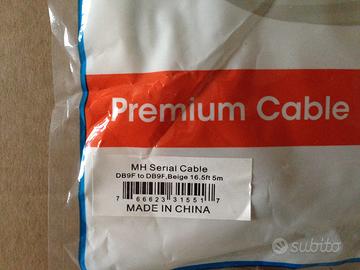 Premium Cable
MH Serial Cable
DB9F to DB9F,Beige 16.5ft 5m
7 66623 31551 7
MADE IN CHINA
subito